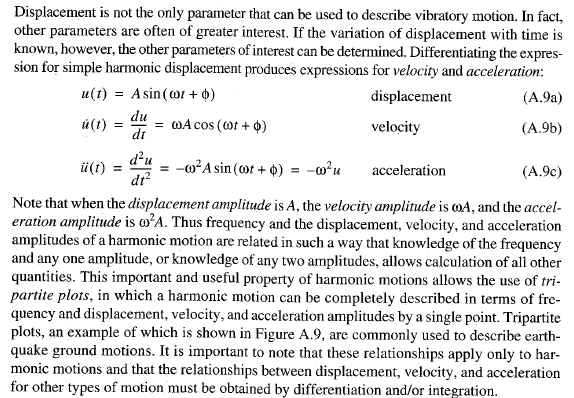 Displacement is not the only parameter that can be used to describe vibratory motion. In fact,
other parameters are often of greater interest. If the variation of displacement with time is
known, however, the other parameters of interest can be determined. Differentiating the expres-
sion for simple harmonic displacement produces expressions for velocity and acceleration:
u(t) = A sin(ωt + ϕ) displacement (A.9a)
u̇(t) = du/dt = ωA cos(ωt + ϕ) velocity (A.9b)
ü(t) = d²u/dt² = −ω²A sin(ωt + ϕ) = −ω²u acceleration (A.9c)
Note that when the displacement amplitude is A, the velocity amplitude is ωA, and the accel-
eration amplitude is ω²A. Thus frequency and the displacement, velocity, and acceleration
amplitudes of a harmonic motion are related in such a way that knowledge of the frequency
and any one amplitude, or knowledge of any two amplitudes, allows calculation of all other
quantities. This important and useful property of harmonic motions allows the use of tri-
partite plots, in which a harmonic motion can be completely described in terms of fre-
quency and displacement, velocity, and acceleration amplitudes by a single point. Tripartite
plots, an example of which is shown in Figure A.9, are commonly used to describe earth-
quake ground motions. It is important to note that these relationships apply only to har-
monic motions and that the relationships between displacement, velocity, and acceleration
for other types of motion must be obtained by differentiation and/or integration.